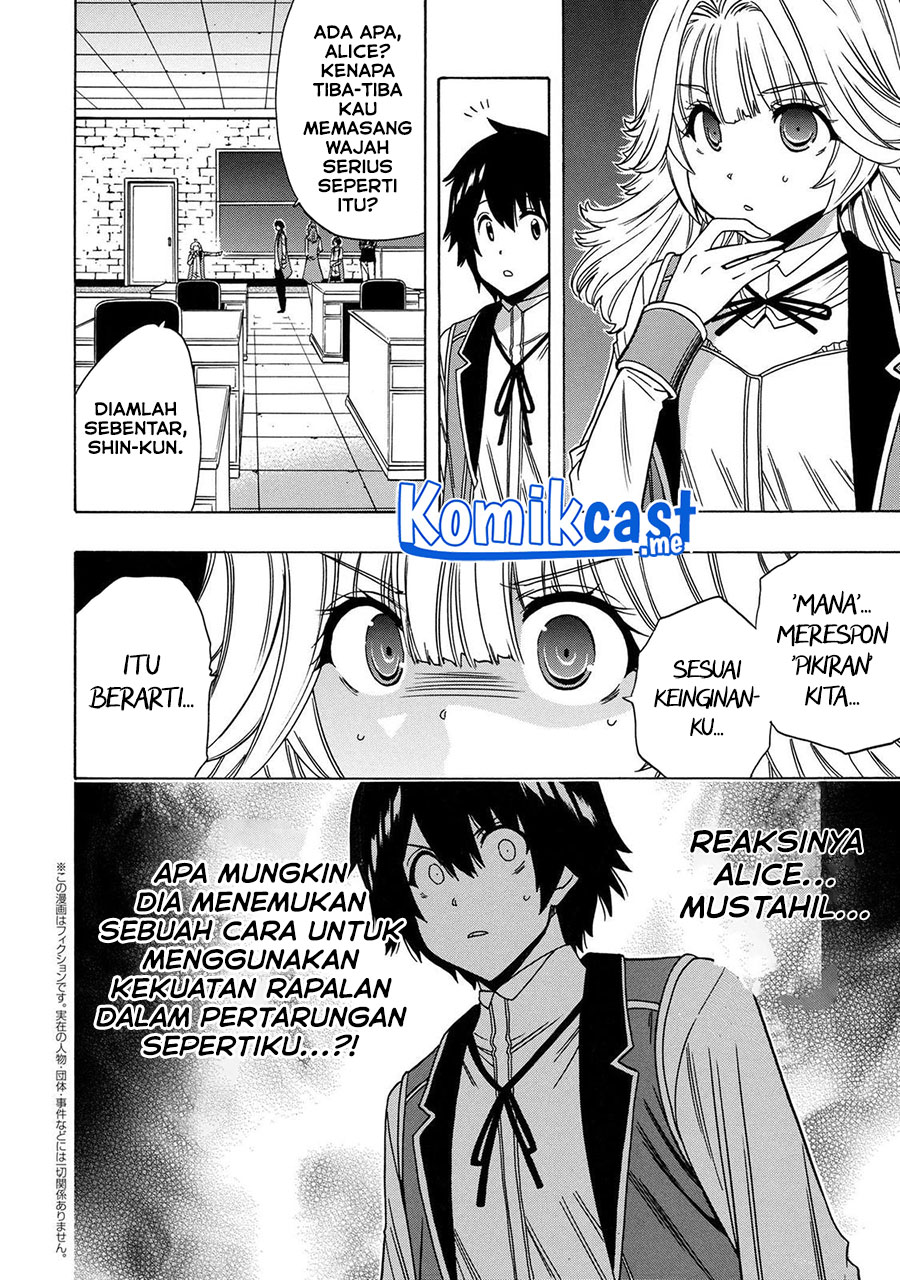 ADA APA,
ALICE?
KENAPA
TIBA-TIBA
KAU
MEMASANG
WAJAH
SERIUS
SEPERTI
ITU?
DIAMLAH
SEBENTAR,
SHIN-KUN.
Komikcast
.me
'MANA'...
MERESPON
'PIKIRAN'
KITA...
SESUAI
KEINGINAN-
KU...
ITU
BERARTI...
REAKSINYA
ALICE...
MUSTAHIL...
APA MUNGKIN
DIA MENEMUKAN
SEBUAH CARA UNTUK
MENGGUNAKAN
KEKUATAN RAPALAN
DALAM PERTARUNGAN
SEPERTIKU...?!
※この漫画はフィクションです。実在の人物・団体・事件などには一切関係ありません。